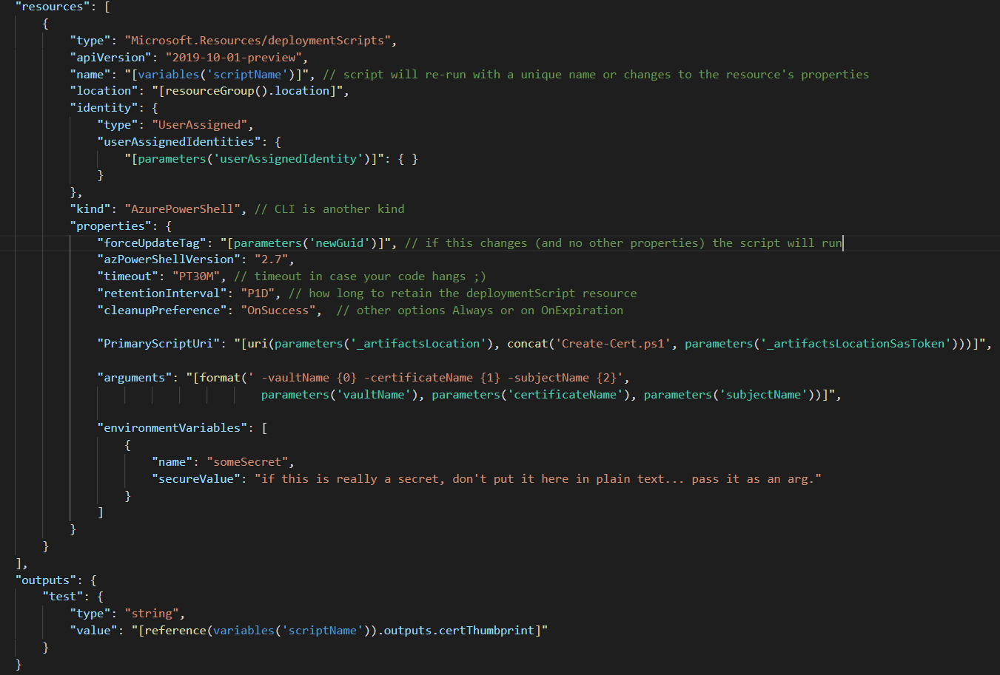 "resources": [
{
"type": "Microsoft.Resources/deploymentScripts",
"apiVersion": "2019-10-01-preview",
"name": "[variables('scriptName')]", // script will re-run with a unique name or changes to the resource's properties
"location": "[resourceGroup().location]",
"identity": {
"type": "UserAssigned",
"userAssignedIdentities": {
"[parameters('userAssignedIdentity')]": { }
}
},
"kind": "AzurePowerShell", // CLI is another kind
"properties": {
"forceUpdateTag": "[parameters('newGuid')]", // if this changes (and no other properties) the script will run
"azPowerShellVersion": "2.7",
"timeout": "PT30M", // timeout in case your code hangs ;)
"retentionInterval": "P1D", // how long to retain the deploymentScript resource
"cleanupPreference": "OnSuccess",  // other options Always or on OnExpiration
"PrimaryScriptUri": "[uri(parameters('_artifactsLocation'), concat('Create-Cert.ps1', parameters('_artifactsLocationSasToken')))]",
"arguments": "[format(' -vaultName {0} -certificateName {1} -subjectName {2}',
parameters('vaultName'), parameters('certificateName'), parameters('subjectName'))]",
"environmentVariables": [
{
"name": "someSecret",
"secureValue": "if this is really a secret, don't put it here in plain text... pass it as an arg."
}
]
}
}
],
"outputs": {
"test": {
"type": "string",
"value": "[reference(variables('scriptName')).outputs.certThumbprint]"
}
}